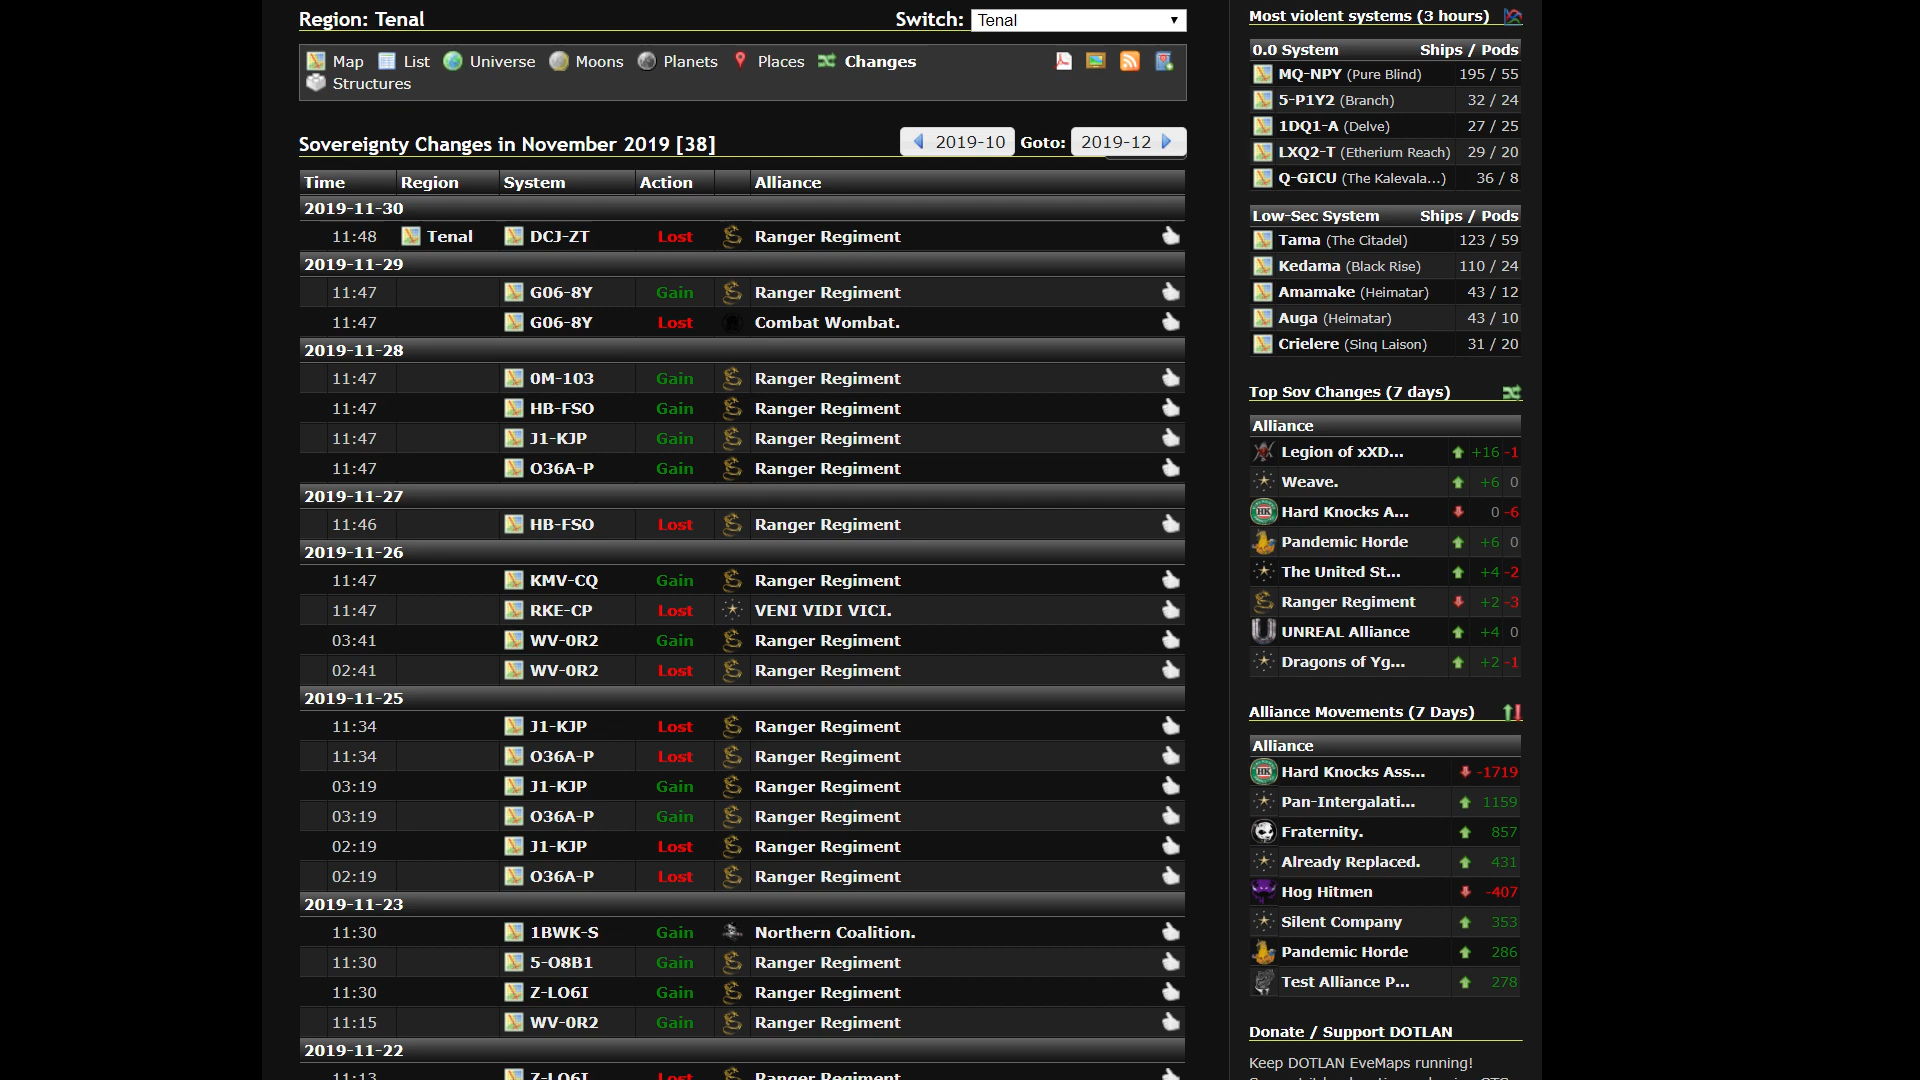 Region: Tenal
Switch: Tenal
Map List Universe Moons Planets Places Changes
Structures
Sovereignty Changes in November 2019 [38]
2019-10 Goto: 2019-12
Time Region System Action Alliance
2019-11-30
11:48 Tenal DCJ-ZT Lost Ranger Regiment
2019-11-29
11:47 G06-8Y Gain Ranger Regiment
11:47 G06-8Y Lost Combat Wombat.
2019-11-28
11:47 0M-103 Gain Ranger Regiment
11:47 HB-FSO Gain Ranger Regiment
11:47 J1-KJP Gain Ranger Regiment
11:47 O36A-P Gain Ranger Regiment
2019-11-27
11:46 HB-FSO Lost Ranger Regiment
2019-11-26
11:47 KMV-CQ Gain Ranger Regiment
11:47 RKE-CP Lost VENI VIDI VICI.
03:41 WV-0R2 Gain Ranger Regiment
02:41 WV-0R2 Lost Ranger Regiment
2019-11-25
11:34 J1-KJP Lost Ranger Regiment
11:34 O36A-P Lost Ranger Regiment
03:19 J1-KJP Gain Ranger Regiment
03:19 O36A-P Gain Ranger Regiment
02:19 J1-KJP Lost Ranger Regiment
02:19 O36A-P Lost Ranger Regiment
2019-11-23
11:30 1BWK-S Gain Northern Coalition.
11:30 5-O8B1 Gain Ranger Regiment
11:30 Z-LO6I Gain Ranger Regiment
11:15 WV-0R2 Gain Ranger Regiment
2019-11-22
11:13 Z-LO6I Lost Ranger Regiment
Most violent systems (3 hours)
0.0 System Ships / Pods
MQ-NPY (Pure Blind) 195 / 55
5-P1Y2 (Branch) 32 / 24
1DQ1-A (Delve) 27 / 25
LXQ2-T (Etherium Reach) 29 / 20
Q-GICU (The Kalevala...) 36 / 8
Low-Sec System Ships / Pods
Tama (The Citadel) 123 / 59
Kedama (Black Rise) 110 / 24
Amamake (Heimatar) 43 / 12
Auga (Heimatar) 43 / 10
Crielere (Sinq Laison) 31 / 20
Top Sov Changes (7 days)
Alliance
Legion of xXD... +16 -1
Weave. +6 0
HK Hard Knocks A... 0 -6
Pandemic Horde +6 0
The United St... +4 -2
Ranger Regiment +2 -3
UNREAL Alliance +4 0
Dragons of Yg... +2 -1
Alliance Movements (7 Days)
Alliance
HK Hard Knocks Ass... -1719
Pan-Intergalati... 1159
Fraternity. 857
Already Replaced. 431
Hog Hitmen -407
Silent Company 353
Pandemic Horde 286
Test Alliance P... 278
Donate / Support DOTLAN
Keep DOTLAN EveMaps running!